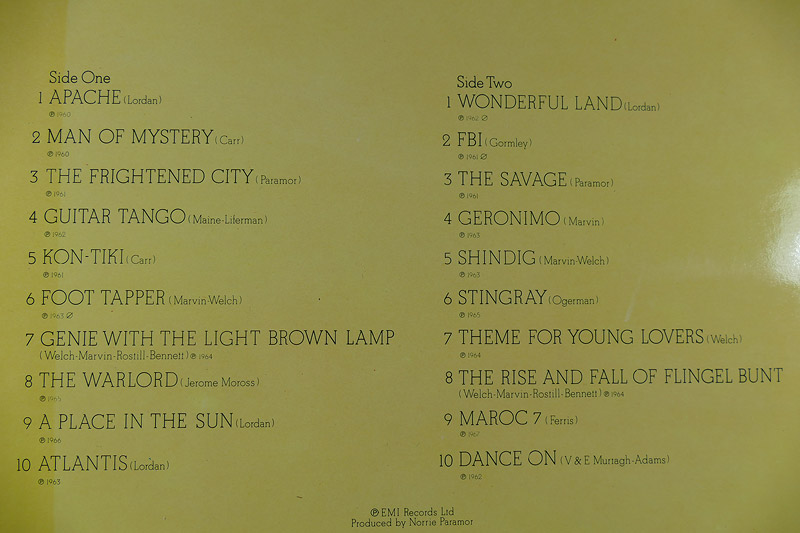 Side One
1 APACHE (Lordan)
℗ 1960
2 MAN OF MYSTERY (Carr)
℗ 1960
3 THE FRIGHTENED CITY (Paramor)
℗ 1961
4 GUITAR TANGO (Maine-Liferman)
℗ 1962
5 KON-TIKI (Carr)
℗ 1961
6 FOOT TAPPER (Marvin-Welch)
℗ 1963 ∅
7 GENIE WITH THE LIGHT BROWN LAMP
(Welch-Marvin-Rostill-Bennett) ℗ 1964
8 THE WARLORD (Jerome Moross)
℗ 1965
9 A PLACE IN THE SUN (Lordan)
℗ 1966
10 ATLANTIS (Lordan)
℗ 1963
Side Two
1 WONDERFUL LAND (Lordan)
℗ 1962 ∅
2 FBI (Gormley)
℗ 1961 ∅
3 THE SAVAGE (Paramor)
℗ 1961
4 GERONIMO (Marvin)
℗ 1963
5 SHINDIG (Marvin-Welch)
℗ 1963
6 STINGRAY (Ogerman)
℗ 1965
7 THEME FOR YOUNG LOVERS (Welch)
℗ 1964
8 THE RISE AND FALL OF FLINGEL BUNT
(Welch-Marvin-Rostill-Bennett) ℗ 1964
9 MAROC 7 (Ferris)
℗ 1967
10 DANCE ON (V & E Murtagh-Adams)
℗ 1962
℗ EMI Records Ltd
Produced by Norrie Paramor